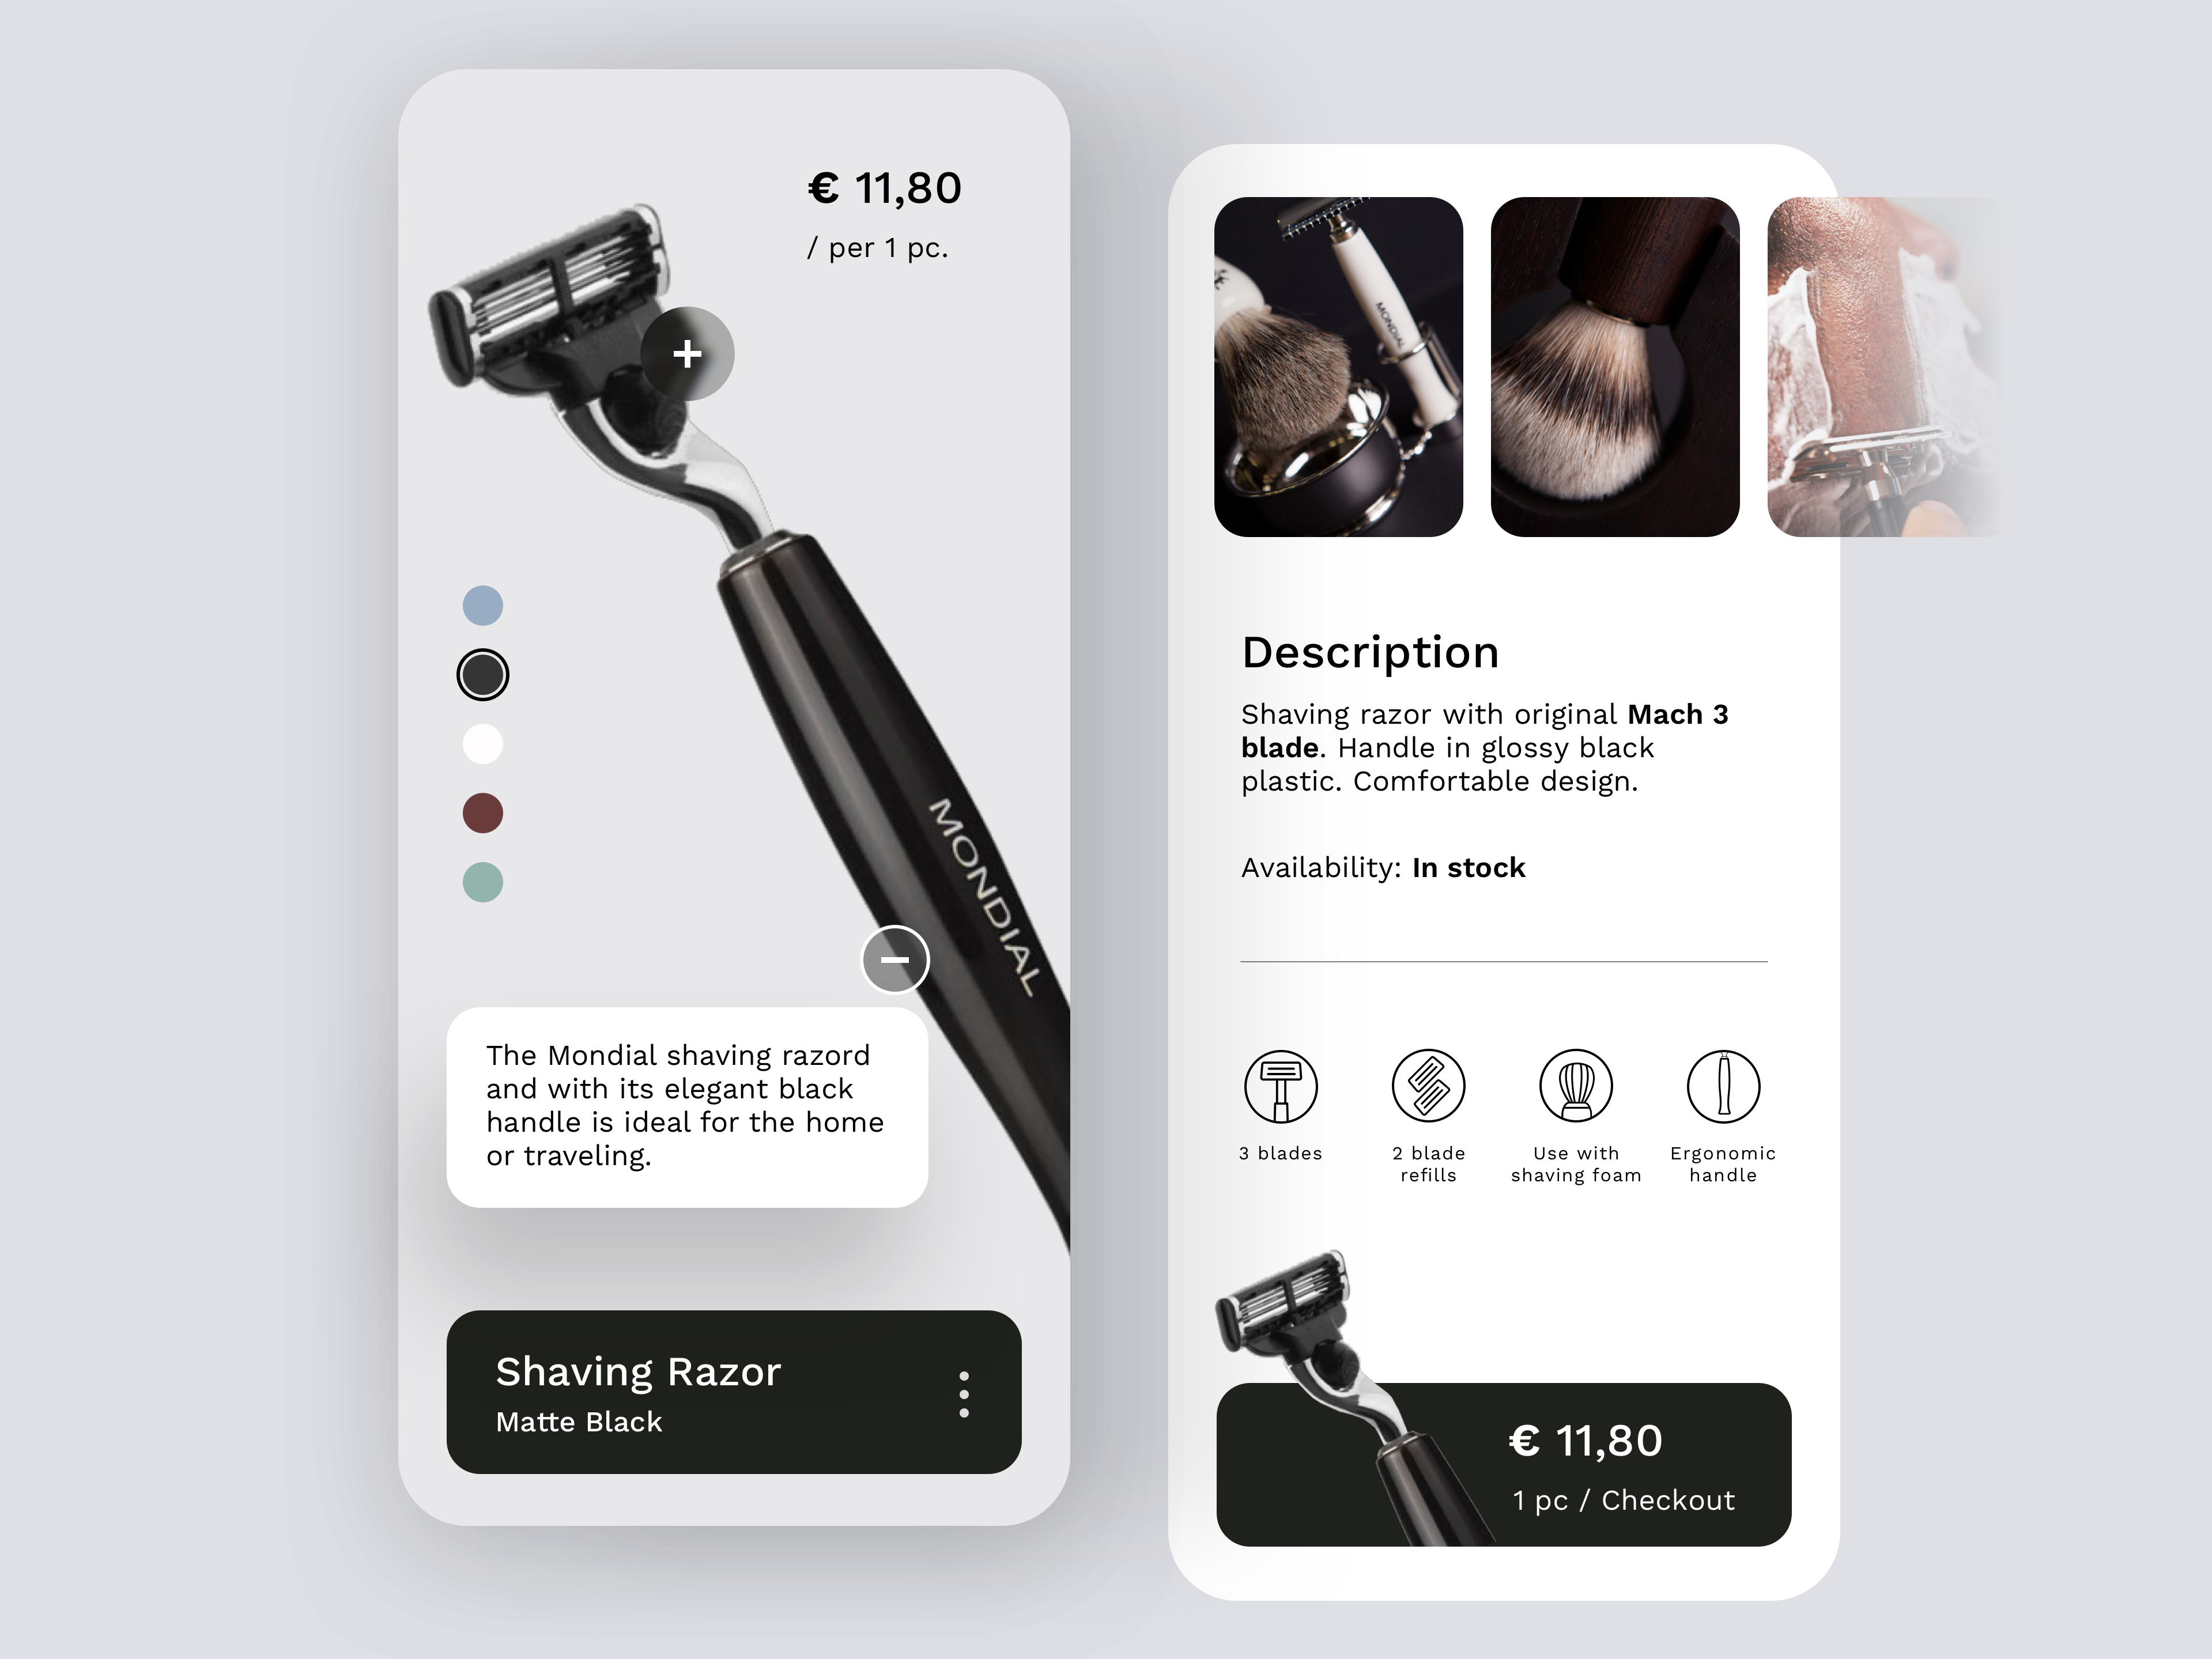 € 11,80
/ per 1 pc.
MONDIAL
The Mondial shaving razord
and with its elegant black
handle is ideal for the home
or traveling.
Shaving Razor
Matte Black
MONDIAL
Description
Shaving razor with original Mach 3
blade. Handle in glossy black
plastic. Comfortable design.
Availability: In stock
3 blades
2 blade
refills
Use with
shaving foam
Ergonomic
handle
€ 11,80
1 pc / Checkout